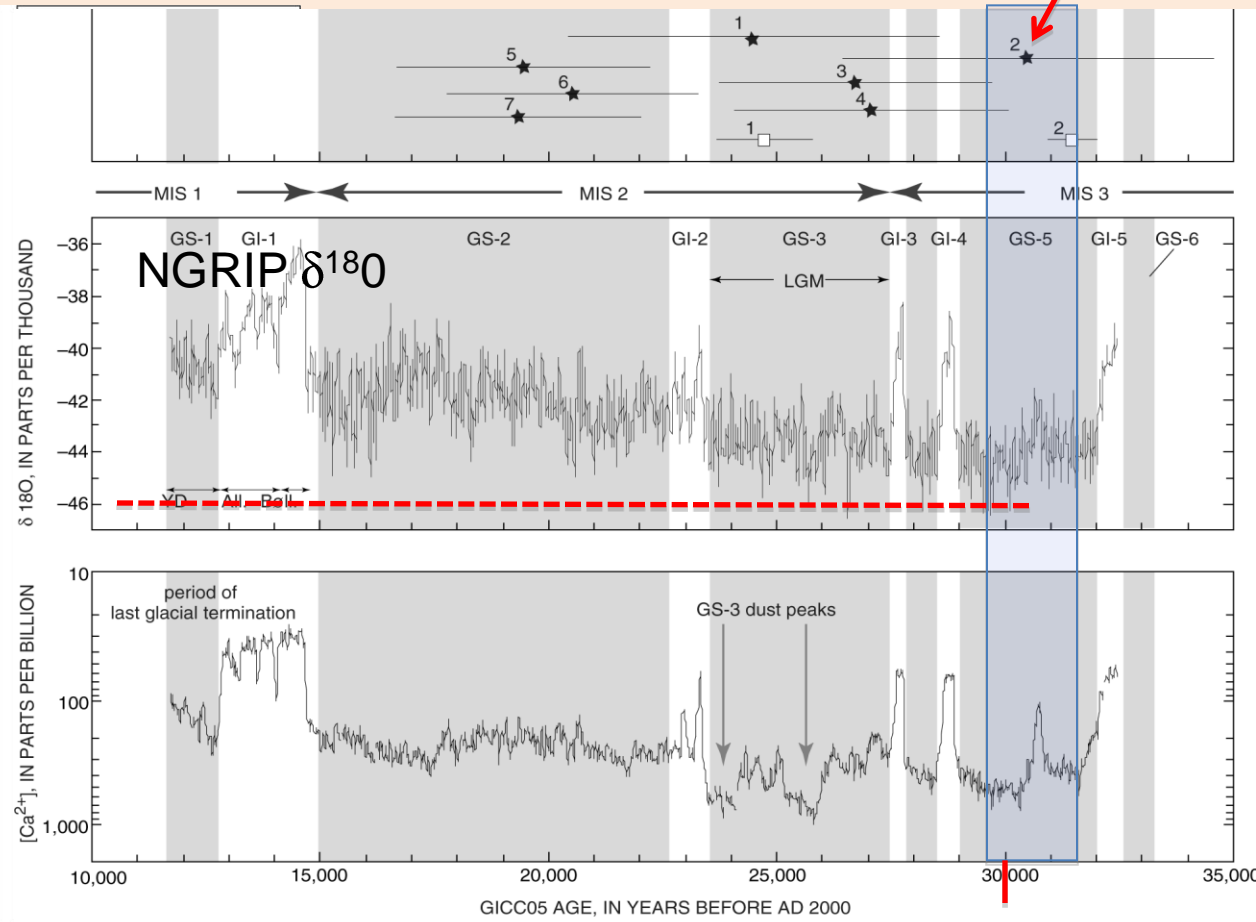 1
2
5
3
6
4
7
1
2
MIS 1
MIS 2
MIS 3
δ 18O, IN PARTS PER THOUSAND
–36
–38
–40
–42
–44
–46
GS-1
GI-1
GS-2
GI-2
GS-3
GI-3
GI-4
GS-5
GI-5
GS-6
NGRIP δ¹⁸0
LGM
YD
All.
Böll.
[Ca²⁺], IN PARTS PER BILLION
10
100
1,000
period of
last glacial termination
GS-3 dust peaks
10,000
15,000
20,000
25,000
30,000
35,000
GICC05 AGE, IN YEARS BEFORE AD 2000